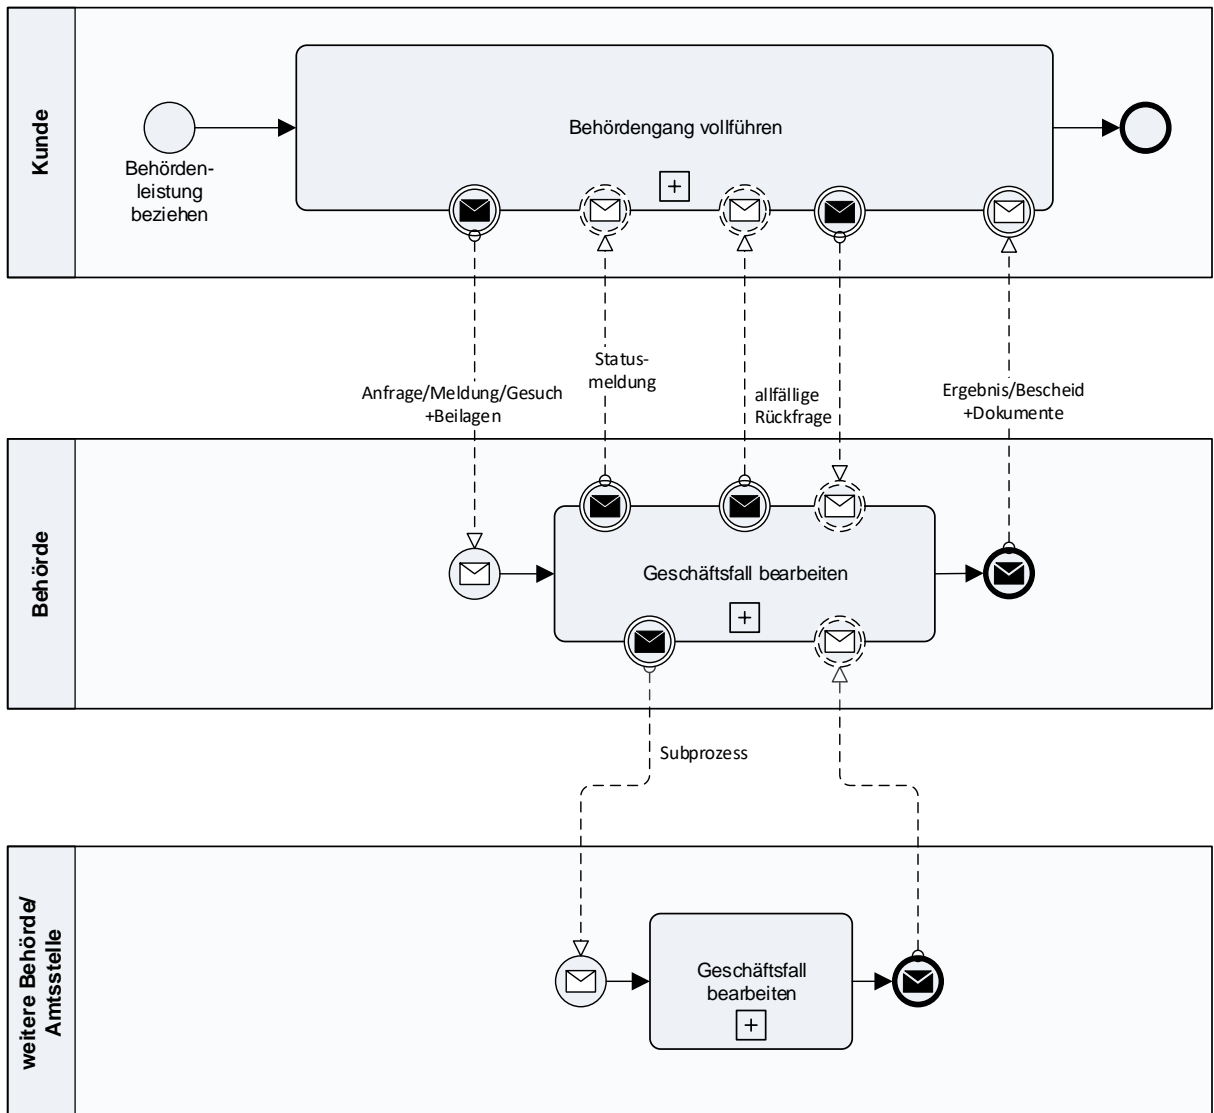 Kunde
Behördengang vollführen
Behörden-
leistung
beziehen
Anfrage/Meldung/Gesuch
+Beilagen
Status-
meldung
allfällige
Rückfrage
Ergebnis/Bescheid
+Dokumente
Behörde
Geschäftsfall bearbeiten
Subprozess
weitere Behörde/
Amtsstelle
Geschäftsfall
bearbeiten